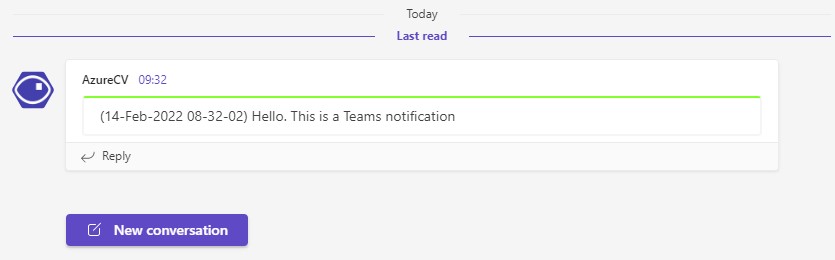 Today
Last read
AzureCV 09:32
(14-Feb-2022 08-32-02) Hello. This is a Teams notification
Reply
New conversation